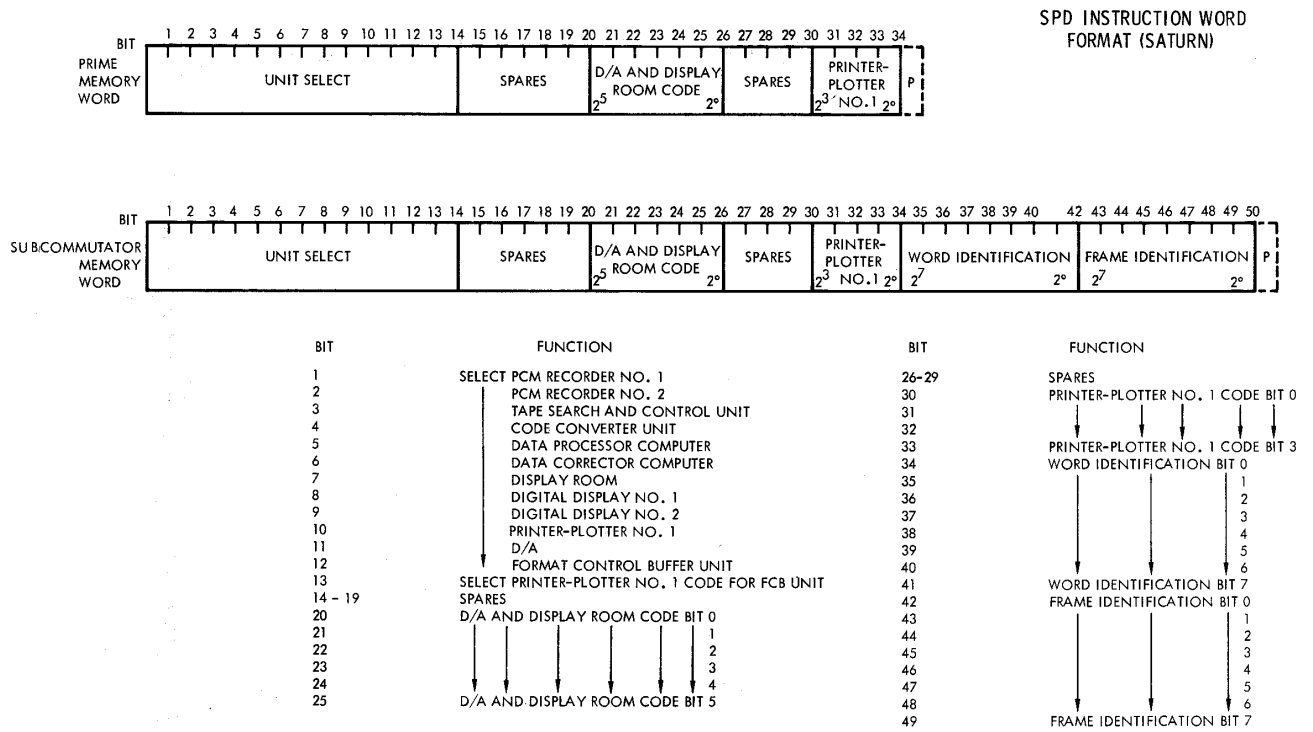 SPD INSTRUCTION WORD
FORMAT (SATURN)
BIT 1 2 3 4 5 6 7 8 9 10 11 12 13 14 15 16 17 18 19 20 21 22 23 24 25 26 27 28 29 30 31 32 33 34
PRIME
MEMORY
WORD
UNIT SELECT
SPARES
D/A AND DISPLAY
ROOM CODE
2⁵ 2°
SPARES
PRINTER-
PLOTTER
2³ NO.1 2°
P
BIT 1 2 3 4 5 6 7 8 9 10 11 12 13 14 15 16 17 18 19 20 21 22 23 24 25 26 27 28 29 30 31 32 33 34 35 36 37 38 39 40 42 43 44 45 46 47 48 49 50
SUBCOMMUTATOR
MEMORY
WORD
UNIT SELECT
SPARES
D/A AND DISPLAY
ROOM CODE
2⁵ 2°
SPARES
PRINTER-
PLOTTER
2³ NO.1 2°
WORD IDENTIFICATION
2⁷ 2°
FRAME IDENTIFICATION
2⁷ 2°
P
BIT FUNCTION
1 SELECT PCM RECORDER NO. 1
2 PCM RECORDER NO. 2
3 TAPE SEARCH AND CONTROL UNIT
4 CODE CONVERTER UNIT
5 DATA PROCESSOR COMPUTER
6 DATA CORRECTOR COMPUTER
7 DISPLAY ROOM
8 DIGITAL DISPLAY NO. 1
9 DIGITAL DISPLAY NO. 2
10 PRINTER-PLOTTER NO. 1
11 D/A
12 FORMAT CONTROL BUFFER UNIT
13 SELECT PRINTER-PLOTTER NO. 1 CODE FOR FCB UNIT
14 - 19 SPARES
20 D/A AND DISPLAY ROOM CODE BIT 0
21 1
22 2
23 3
24 4
25 D/A AND DISPLAY ROOM CODE BIT 5
BIT FUNCTION
26-29 SPARES
30 PRINTER-PLOTTER NO. 1 CODE BIT 0
31
32
33 PRINTER-PLOTTER NO. 1 CODE BIT 3
34 WORD IDENTIFICATION BIT 0
35 1
36 2
37 3
38 4
39 5
40 6
41 WORD IDENTIFICATION BIT 7
42 FRAME IDENTIFICATION BIT 0
43 1
44 2
45 3
46 4
47 5
48 6
49 FRAME IDENTIFICATION BIT 7